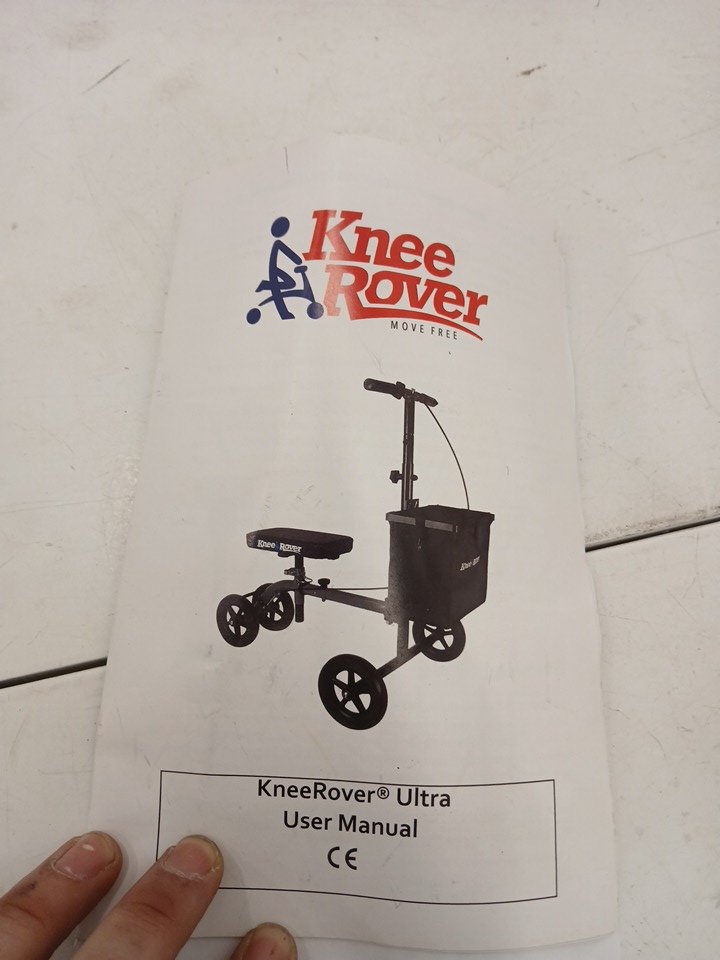 Knee
Rover
MOVE FREE
Knee Rover
KneeRover® Ultra
User Manual
CE